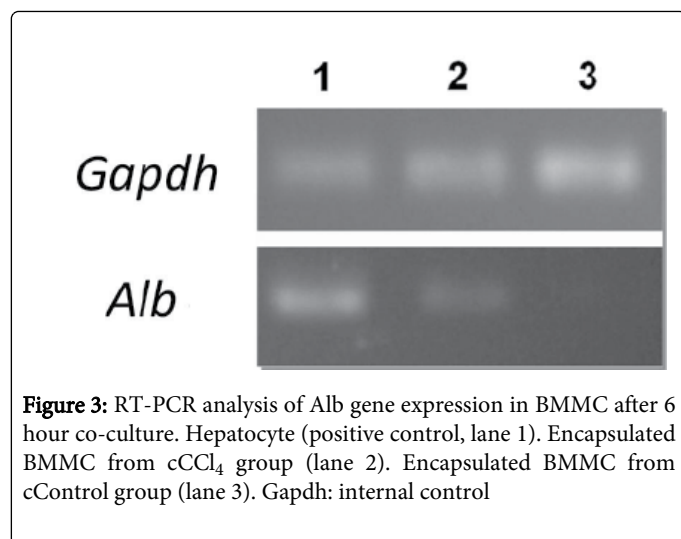 1 2 3
Gapdh
Alb
Figure 3: RT-PCR analysis of Alb gene expression in BMMC after 6
hour co-culture. Hepatocyte (positive control, lane 1). Encapsulated
BMMC from cCCl₄ group (lane 2). Encapsulated BMMC from
cControl group (lane 3). Gapdh: internal control